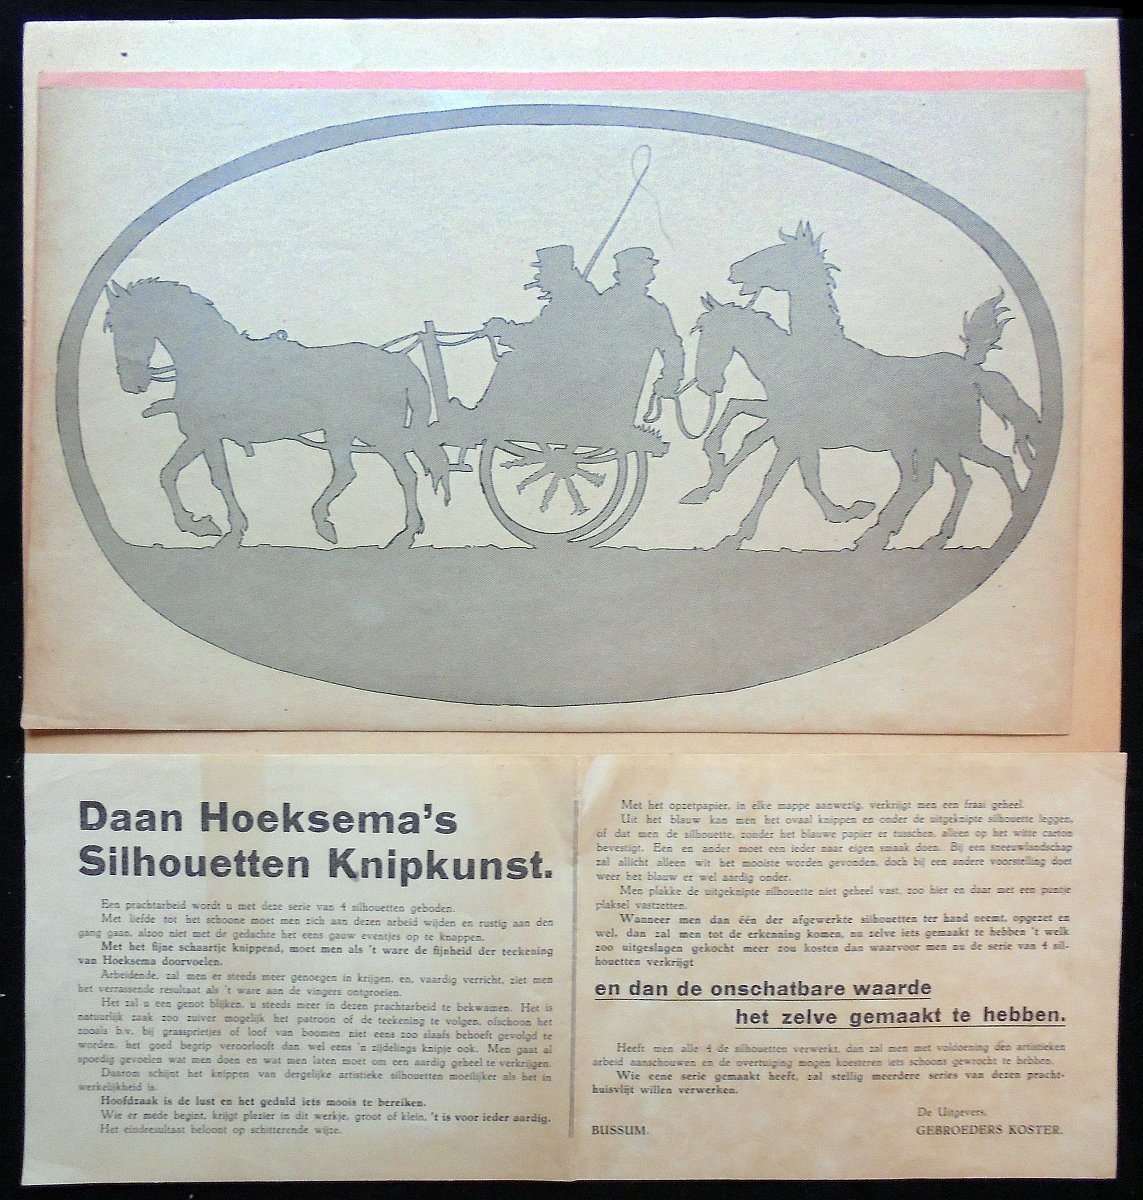 Daan Hoeksema's
Silhouetten Knipkunst.
Een prachtarbeid wordt u met deze serie van 4 silhouetten geboden.
Met liefde tot het schoone moet men zich aan dezen arbeid wijden en rustig aan den
gang gaan, alzoo niet met de gedachte het eens gauw eventjes op te knappen.
Met het fijne schaartje knippend, moet men als 't ware de fijnheid der teekening
van Hoeksema doorvoelen.
Arbeidende, zal men er steeds meer genoegen in krijgen, en, vaardig verricht, ziet men
het verrassende resultaat als 't ware aan de vingers ontgroeien.
Het zal u een genot blijken, u steeds meer in dezen prachtarbeid te bekwamen. Het is
natuurlijk zaak zoo zuiver mogelijk het patroon of de teekening te volgen, ofschoon het
zooals b.v. bij grassprietjes of loof van boomen niet eens zoo slaafs behoeft gevolgd te
worden, het goed begrip veroorlooft dan wel eens 'n zijdelings knipje ook. Men gaat al
spoedig gevoelen wat men doen en wat men laten moet om een aardig geheel te verkrijgen.
Daarom schijnt het knippen van dergelijke artistieke silhouetten moeilijker als het in
werkelijkheid is.
Hoofdzaak is de lust en het geduld iets moois te bereiken.
Wie er mede begint, krijgt plezier in dit werkje, groot of klein, 't is voor ieder aardig.
Het eindresultaat beloont op schitterende wijze.
Met het opzetpapier, in elke mappe aanwezig, verkrijgt men een fraai geheel.
Uit het blauw kan men het ovaal knippen en onder de uitgeknipte silhouette leggen,
of dat men de silhouette, zonder het blauwe papier er tusschen, alleen op het witte carton
bevestigt. Een en ander moet een ieder naar eigen smaak doen. Bij een sneeuwlandschap
zal allicht alleen wit het mooiste worden gevonden, doch bij een andere voorstelling doet
weer het blauw er wel aardig onder.
Men plakke de uitgeknipte silhouette niet geheel vast, zoo hier en daar met een puntje
plaksel vastzetten.
Wanneer men dan één der afgewerkte silhouetten ter hand neemt, opgezet en
wel, dan zal men tot de erkenning komen, nu zelve iets gemaakt te hebben 't welk
zoo uitgeslagen gekocht meer zou kosten dan waarvoor men nu de serie van 4 sil-
houetten verkrijgt
en dan de onschatbare waarde
het zelve gemaakt te hebben.
Heeft men alle 4 de silhouetten verwerkt, dan zal men met voldoening den artistieken
arbeid aanschouwen en de overtuiging mogen koesteren iets schoons gewrocht te hebben.
Wie eene serie gemaakt heeft, zal stellig meerdere series van dezen pracht-
huisvlijt willen verwerken.
De Uitgevers,
BUSSUM. GEBROEDERS KOSTER.